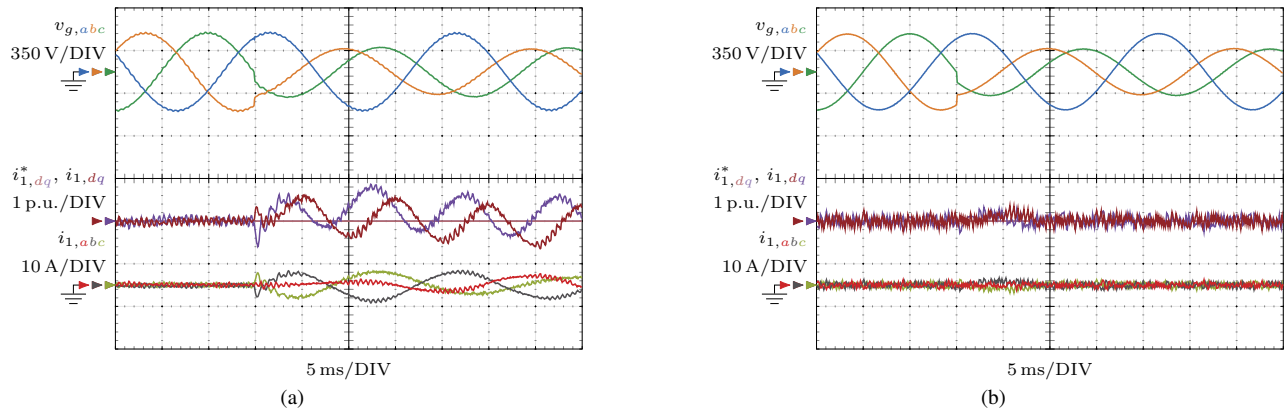 v_{g,abc}
350 V/DIV
i^*_{1,dq}, i_{1,dq}
1 p.u./DIV
i_{1,abc}
10 A/DIV
5 ms/DIV
(a)
v_{g,abc}
350 V/DIV
i^*_{1,dq}, i_{1,dq}
1 p.u./DIV
i_{1,abc}
10 A/DIV
5 ms/DIV
(b)